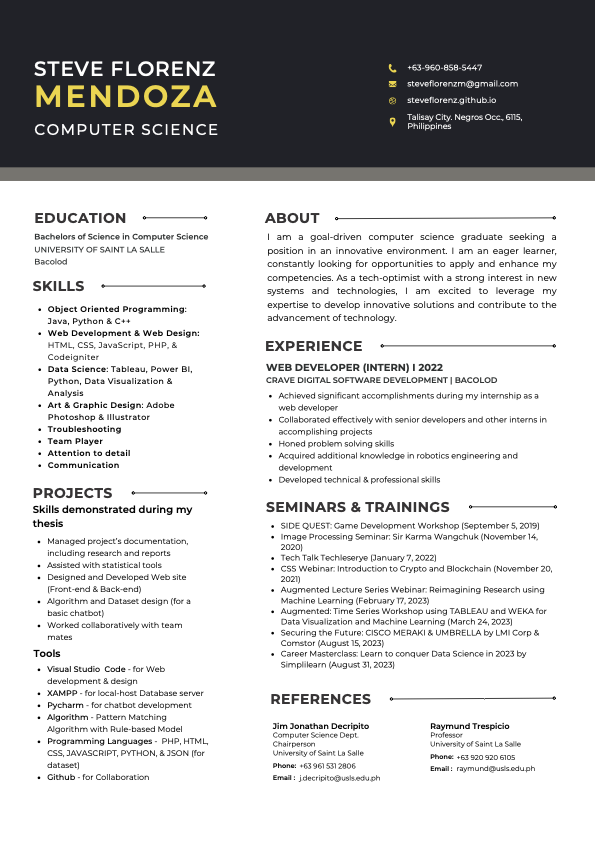 STEVE FLORENZ
MENDOZA
COMPUTER SCIENCE
+63-960-858-5447
steveflorenzm@gmail.com
steveflorenz.github.io
Talisay City. Negros Occ., 6115,
Philippines
EDUCATION
Bachelors of Science in Computer Science
UNIVERSITY OF SAINT LA SALLE
Bacolod
SKILLS
• Object Oriented Programming:
Java, Python & C++
• Web Development & Web Design:
HTML, CSS, JavaScript, PHP, &
Codeigniter
• Data Science: Tableau, Power BI,
Python, Data Visualization &
Analysis
• Art & Graphic Design: Adobe
Photoshop & Illustrator
• Troubleshooting
• Team Player
• Attention to detail
• Communication
PROJECTS
Skills demonstrated during my
thesis
• Managed project's documentation,
including research and reports
• Assisted with statistical tools
• Designed and Developed Web site
(Front-end & Back-end)
• Algorithm and Dataset design (for a
basic chatbot)
• Worked collaboratively with team
mates
Tools
• Visual Studio Code - for Web
development & design
• XAMPP - for local-host Database server
• Pycharm - for chatbot development
• Algorithm - Pattern Matching
Algorithm with Rule-based Model
• Programming Languages - PHP, HTML,
CSS, JAVASCRIPT, PYTHON, & JSON (for
dataset)
• Github - for Collaboration
ABOUT
I am a goal-driven computer science graduate seeking a
position in an innovative environment. I am an eager learner,
constantly looking for opportunities to apply and enhance my
competencies. As a tech-optimist with a strong interest in new
systems and technologies, I am excited to leverage my
expertise to develop innovative solutions and contribute to the
advancement of technology.
EXPERIENCE
WEB DEVELOPER (INTERN) I 2022
CRAVE DIGITAL SOFTWARE DEVELOPMENT | BACOLOD
• Achieved significant accomplishments during my internship as a
web developer
• Collaborated effectively with senior developers and other interns in
accomplishing projects
• Honed problem solving skills
• Acquired additional knowledge in robotics engineering and
development
• Developed technical & professional skills
SEMINARS & TRAININGS
• SIDE QUEST: Game Development Workshop (September 5, 2019)
• Image Processing Seminar: Sir Karma Wangchuk (November 14,
2020)
• Tech Talk Techleserye (January 7, 2022)
• CSS Webinar: Introduction to Crypto and Blockchain (November 20,
2021)
• Augmented Lecture Series Webinar: Reimagining Research using
Machine Learning (February 17, 2023)
• Augmented: Time Series Workshop using TABLEAU and WEKA for
Data Visualization and Machine Learning (March 24, 2023)
• Securing the Future: CISCO MERAKI & UMBRELLA by LMI Corp &
Comstor (August 15, 2023)
• Career Masterclass: Learn to conquer Data Science in 2023 by
Simplilearn (August 31, 2023)
REFERENCES
Jim Jonathan Decripito
Computer Science Dept.
Chairperson
University of Saint La Salle
Phone: +63 961 531 2806
Email : j.decripito@usls.edu.ph
Raymund Trespicio
Professor
University of Saint La Salle
Phone: +63 920 920 6105
Email : raymund@usls.edu.ph